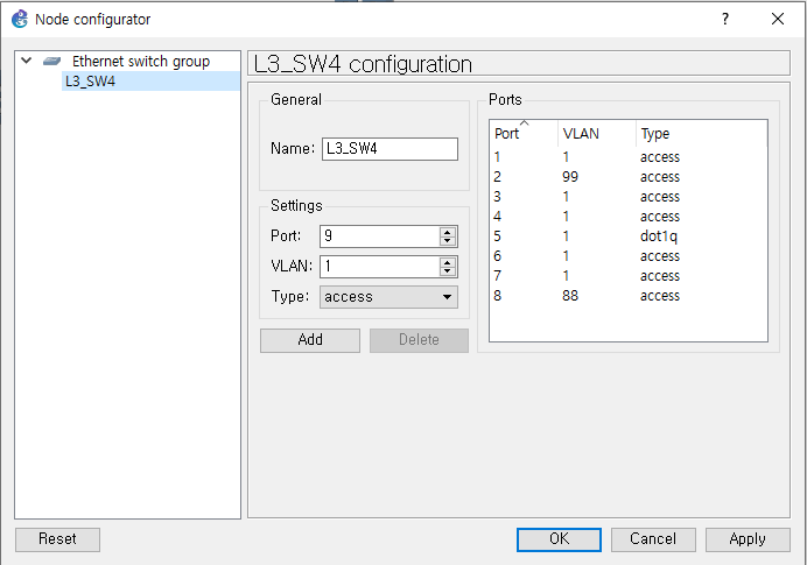 Node configurator
?
Ethernet switch group
L3_SW4
L3_SW4 configuration
General
Name: L3_SW4
Settings
Port: 9
VLAN: 1
Type: access
Add Delete
Ports
Port VLAN Type
1 1 access
2 99 access
3 1 access
4 1 access
5 1 dot1q
6 1 access
7 1 access
8 88 access
Reset OK Cancel Apply